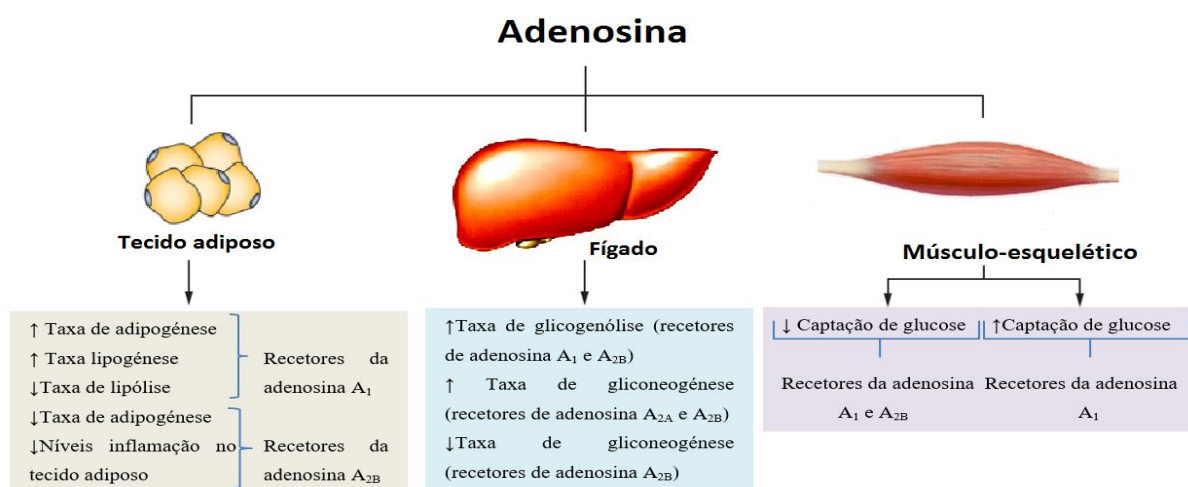 Adenosina
Tecido adiposo
Fígado
Músculo-esquelético
↑ Taxa de adipogénese
↑ Taxa lipogénese
↓Taxa de lipólise
Recetores da
adenosina A₁
↓Taxa de adipogénese
↓Níveis inflamação no
tecido adiposo
Recetores da
adenosina A₂B
↑Taxa de glicogenólise (recetores
de adenosina A₁ e A₂B)
↑ Taxa de gliconeogénese
(recetores de adenosina A₂A e A₂B)
↓Taxa de gliconeogénese
(recetores de adenosina A₂B)
↓ Captação de glucose
Recetores da adenosina
A₁ e A₂B
↑Captação de glucose
Recetores da adenosina
A₁